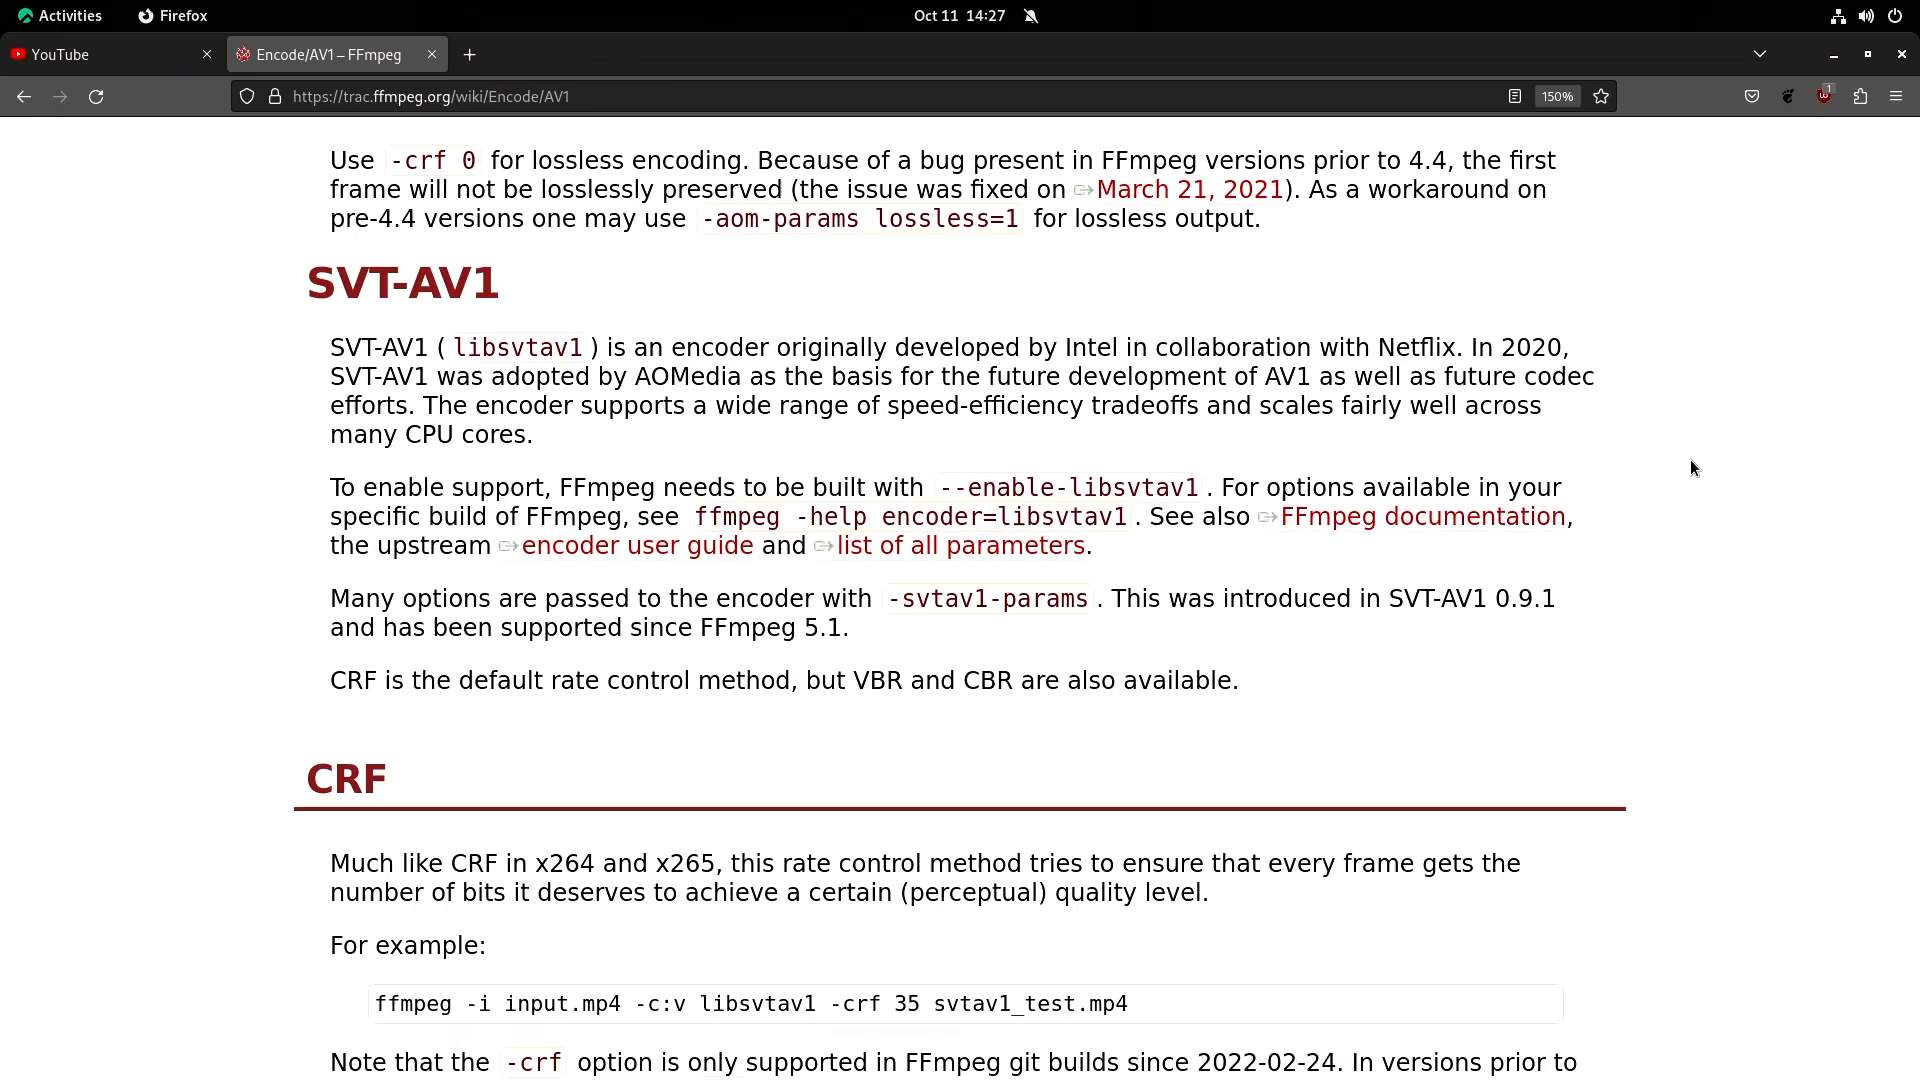 Activities Firefox Oct 11 14:27
YouTube Encode/AV1 – FFmpeg
https://trac.ffmpeg.org/wiki/Encode/AV1 150% 1
Use -crf 0 for lossless encoding. Because of a bug present in FFmpeg versions prior to 4.4, the first
frame will not be losslessly preserved (the issue was fixed on March 21, 2021). As a workaround on
pre-4.4 versions one may use -aom-params lossless=1 for lossless output.
SVT-AV1
SVT-AV1 ( libsvtav1 ) is an encoder originally developed by Intel in collaboration with Netflix. In 2020,
SVT-AV1 was adopted by AOMedia as the basis for the future development of AV1 as well as future codec
efforts. The encoder supports a wide range of speed-efficiency tradeoffs and scales fairly well across
many CPU cores.
To enable support, FFmpeg needs to be built with --enable-libsvtav1 . For options available in your
specific build of FFmpeg, see ffmpeg -help encoder=libsvtav1 . See also FFmpeg documentation,
the upstream encoder user guide and list of all parameters.
Many options are passed to the encoder with -svtav1-params . This was introduced in SVT-AV1 0.9.1
and has been supported since FFmpeg 5.1.
CRF is the default rate control method, but VBR and CBR are also available.
CRF
Much like CRF in x264 and x265, this rate control method tries to ensure that every frame gets the
number of bits it deserves to achieve a certain (perceptual) quality level.
For example:
ffmpeg -i input.mp4 -c:v libsvtav1 -crf 35 svtav1_test.mp4
Note that the -crf option is only supported in FFmpeg git builds since 2022-02-24. In versions prior to